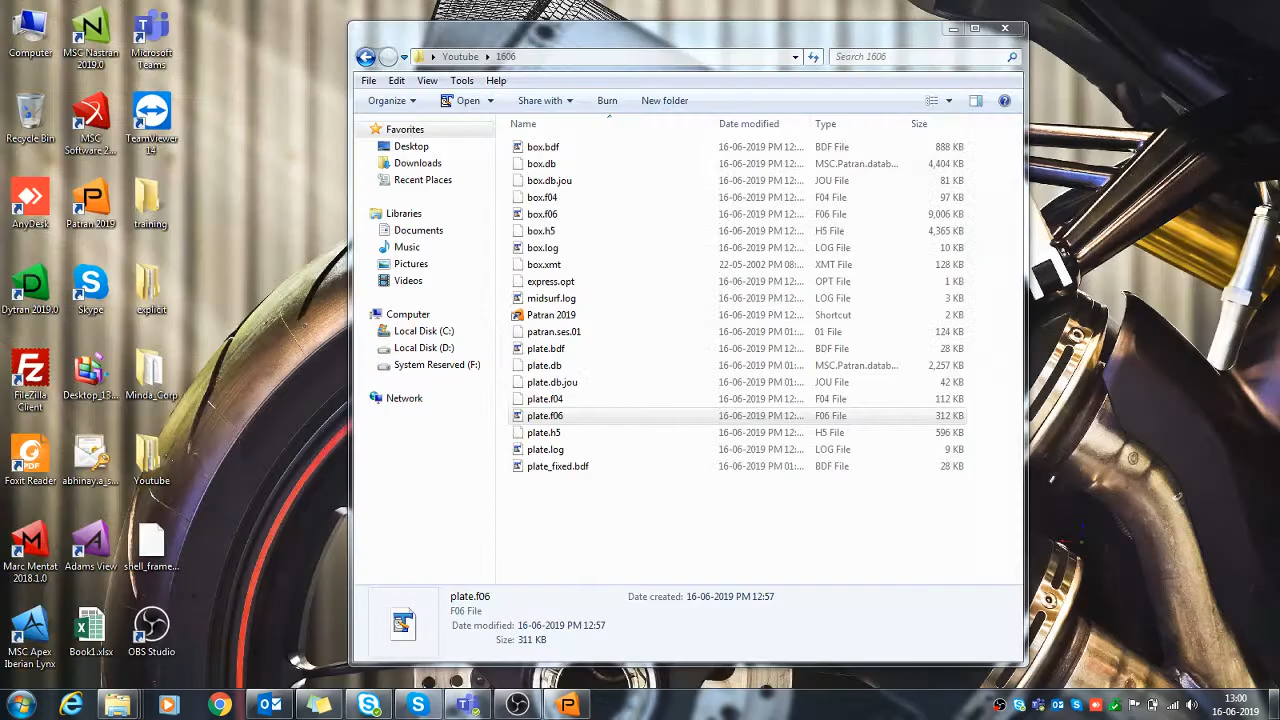 Computer
MSC Nastran 2019.0
Microsoft Teams
Recycle Bin
MSC Software 2...
TeamViewer 14
AnyDesk
Patran 2019
training
Dytran 2019.0
Skype
explicit
FileZilla Client
Desktop_13...
Minda_Corp
Foxit Reader
abhinay.a_s...
Youtube
Marc Mentat 2018.1.0
Adams View
shell_frame...
MSC Apex Iberian Lynx
Book1.xlsx
OBS Studio
Youtube
1606
Search 1606
File Edit View Tools Help
Organize Open Share with Burn New folder
Favorites
Desktop
Downloads
Recent Places
Libraries
Documents
Music
Pictures
Videos
Computer
Local Disk (C:)
Local Disk (D:)
System Reserved (F:)
Network
Name Date modified Type Size
box.bdf 16-06-2019 PM 12:... BDF File 888 KB
box.db 16-06-2019 PM 12:... MSC.Patran.datab... 4,404 KB
box.db.jou 16-06-2019 PM 12:... JOU File 81 KB
box.f04 16-06-2019 PM 12:... F04 File 97 KB
box.f06 16-06-2019 PM 12:... F06 File 9,006 KB
box.h5 16-06-2019 PM 12:... H5 File 4,365 KB
box.log 16-06-2019 PM 12:... LOG File 10 KB
box.xmt 22-05-2002 PM 08:... XMT File 128 KB
express.opt 16-06-2019 PM 12:... OPT File 1 KB
midsurf.log 16-06-2019 PM 12:... LOG File 3 KB
Patran 2019 16-06-2019 PM 12:... Shortcut 2 KB
patran.ses.01 16-06-2019 PM 01:... 01 File 124 KB
plate.bdf 16-06-2019 PM 12:... BDF File 28 KB
plate.db 16-06-2019 PM 01:... MSC.Patran.datab... 2,257 KB
plate.db.jou 16-06-2019 PM 01:... JOU File 42 KB
plate.f04 16-06-2019 PM 12:... F04 File 112 KB
plate.f06 16-06-2019 PM 12:... F06 File 312 KB
plate.h5 16-06-2019 PM 12:... H5 File 596 KB
plate.log 16-06-2019 PM 12:... LOG File 9 KB
plate_fixed.bdf 16-06-2019 PM 01:... BDF File 28 KB
plate.f06
F06 File
Date modified: 16-06-2019 PM 12:57
Size: 311 KB
Date created: 16-06-2019 PM 12:57
13:00
16-06-2019